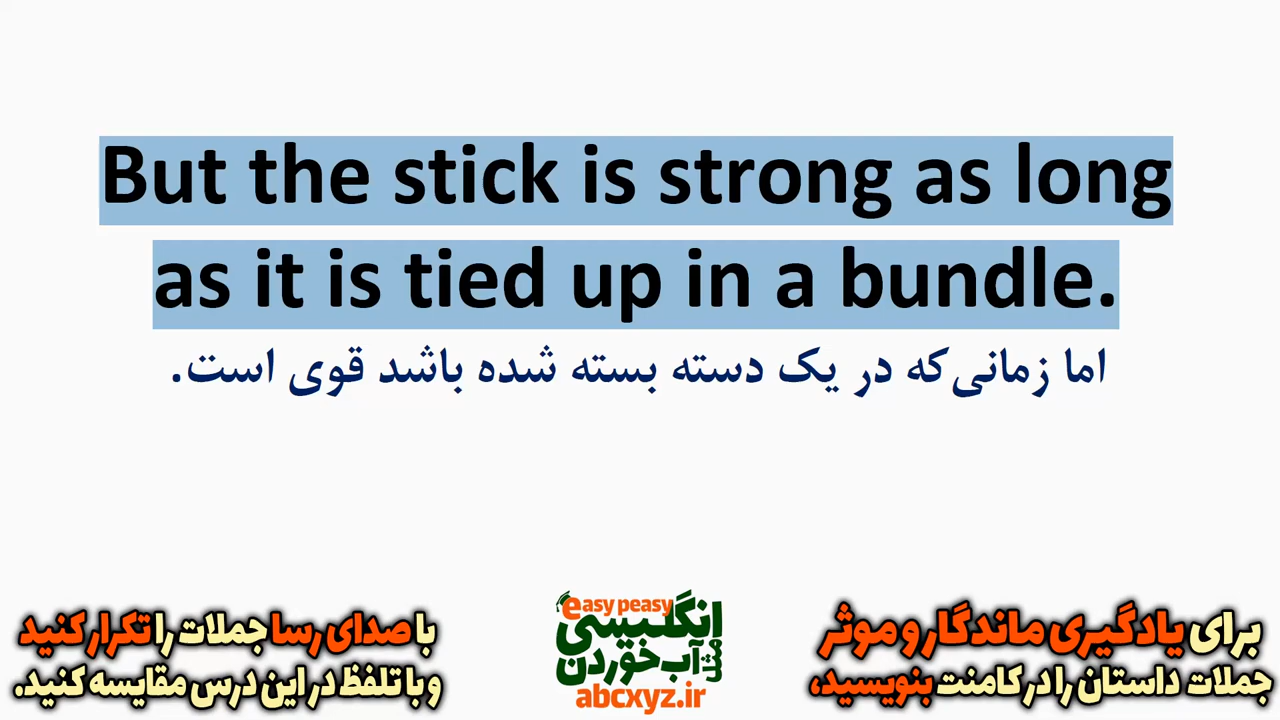 But the stick is strong as long
as it is tied up in a bundle.
اما زمانی‌که در یک دسته بسته شده باشد قوی است.
برای یادگیری ماندگار و موثر
جملات داستان را در کامنت بنویسید،
easy peasy
انگلیسی
مثل آب خوردن
abcxyz.ir
با صدای رسا جملات را تکرار کنید
و با تلفظ در این درس مقایسه کنید.